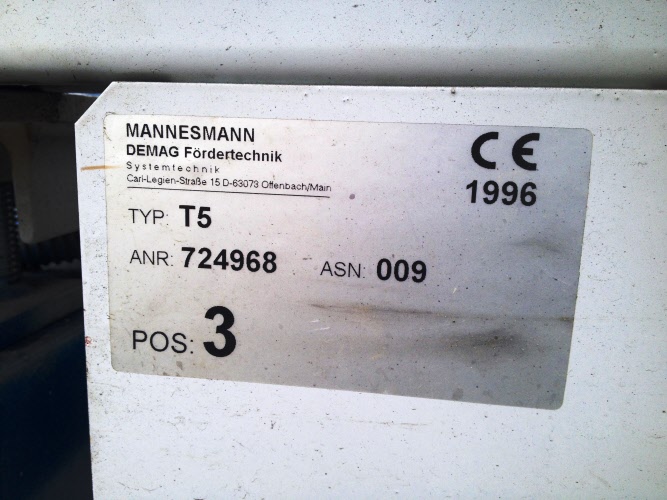 MANNESMANN
DEMAG Fördertechnik
Systemtechnik
Carl-Legien-Straße 15 D-63073 Offenbach/Main
CE
1996
TYP: T5
ANR: 724968 ASN: 009
POS: 3